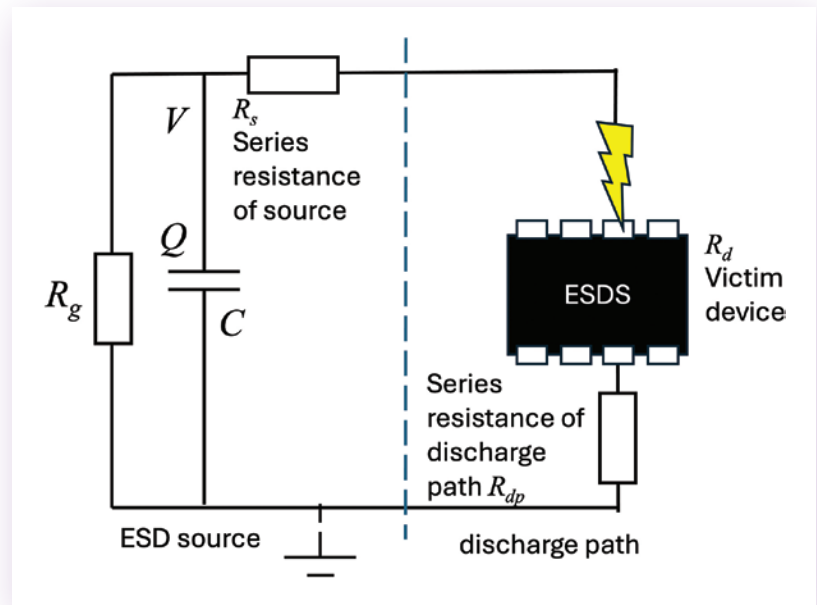 V
R_s
Series
resistance
of source
Q
R_g
C
ESDS
R_d
Victim
device
Series
resistance of
discharge
path R_dp
ESD source
discharge path